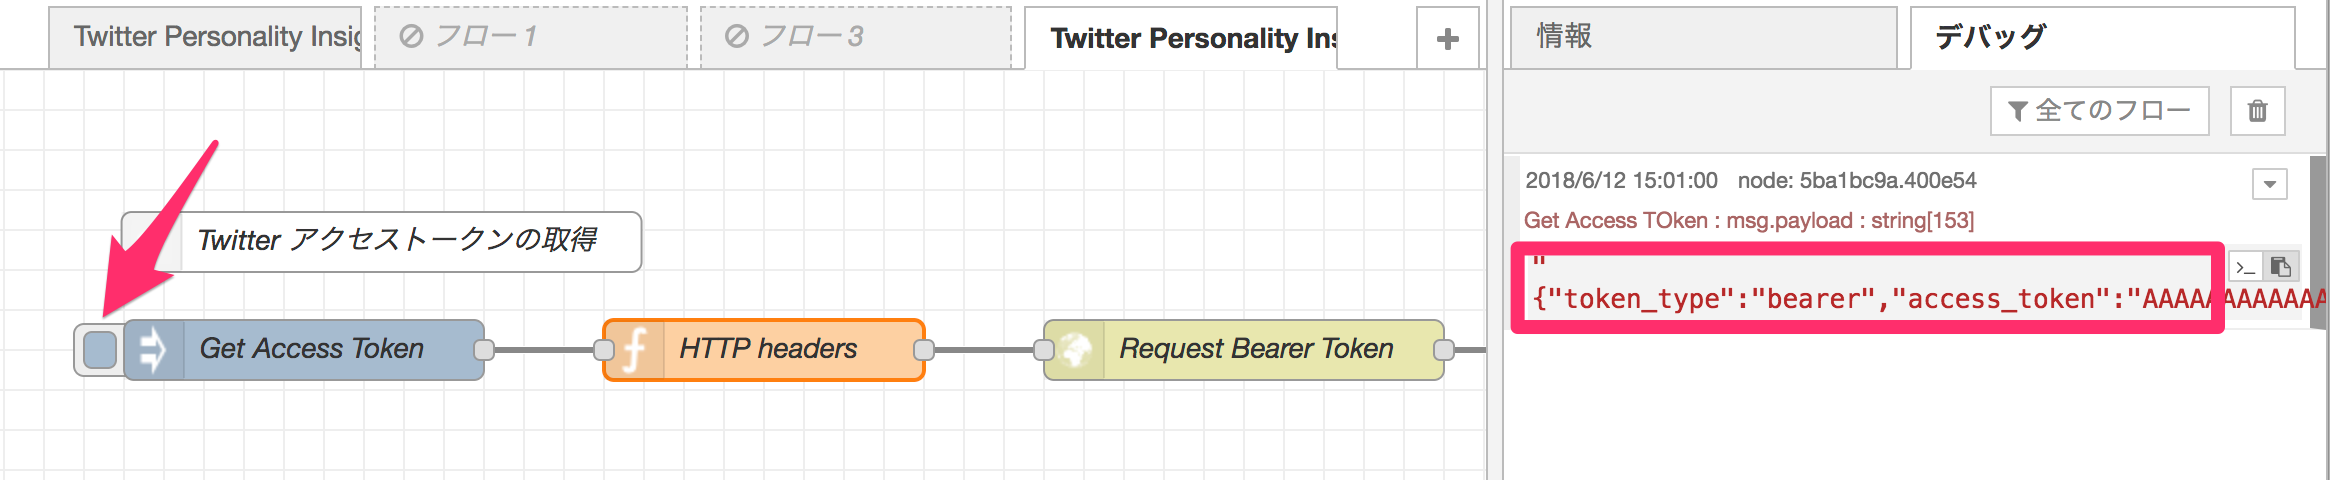 Twitter Personality Insig
フロー 1
フロー 3
Twitter Personality Ins
+
情報
デバッグ
全てのフロー
2018/6/12 15:01:00 node: 5ba1bc9a.400e54
Get Access TOken : msg.payload : string[153]
"
{"token_type":"bearer","access_token":"AAAAAAAAAAAA
Twitter アクセストークンの取得
Get Access Token
HTTP headers
Request Bearer Token